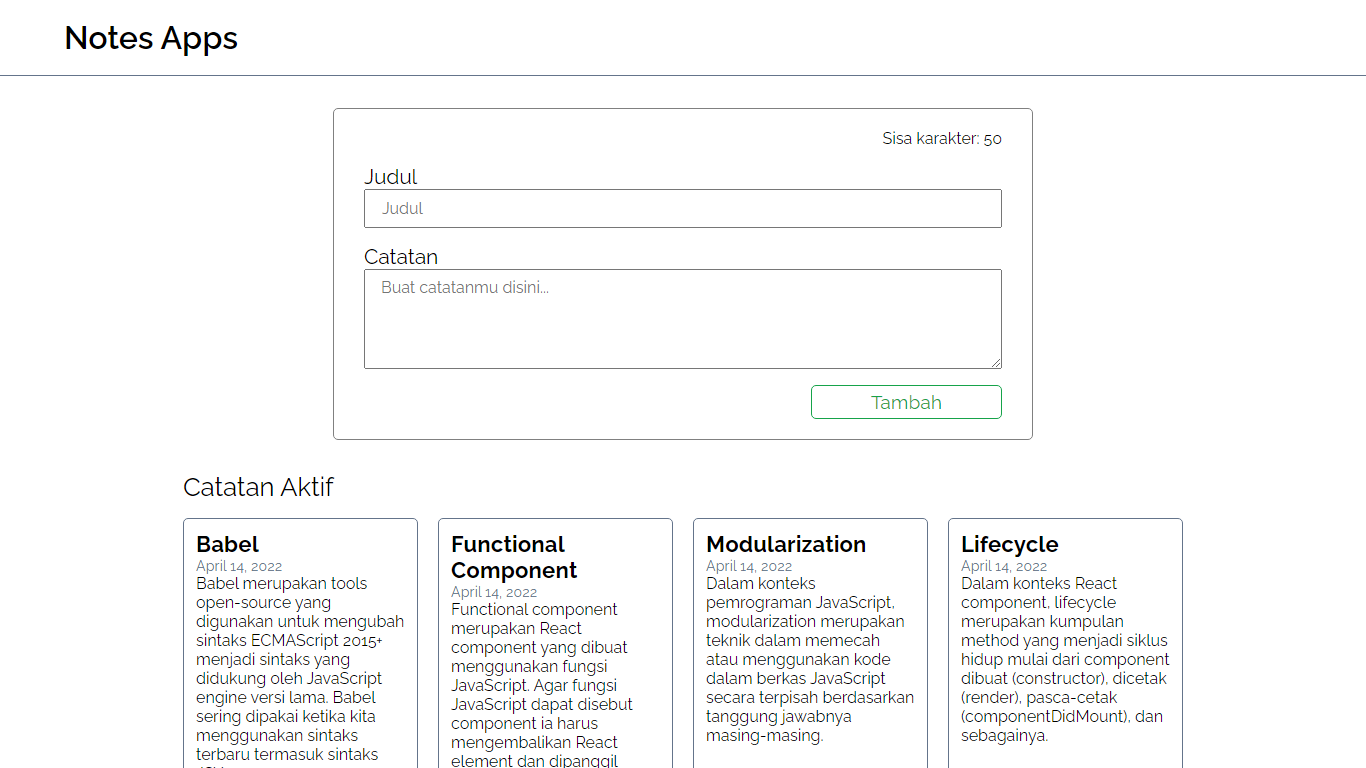 Notes Apps
Sisa karakter: 50
Judul
Judul
Catatan
Buat catatanmu disini...
Tambah
Catatan Aktif
Babel
April 14, 2022
Babel merupakan tools
open-source yang
digunakan untuk mengubah
sintaks ECMAScript 2015+
menjadi sintaks yang
didukung oleh JavaScript
engine versi lama. Babel
sering dipakai ketika kita
menggunakan sintaks
terbaru termasuk sintaks
Functional
Component
April 14, 2022
Functional component
merupakan React
component yang dibuat
menggunakan fungsi
JavaScript. Agar fungsi
JavaScript dapat disebut
component ia harus
mengembalikan React
element dan dipanggil
Modularization
April 14, 2022
Dalam konteks
pemrograman JavaScript,
modularization merupakan
teknik dalam memecah
atau menggunakan kode
dalam berkas JavaScript
secara terpisah berdasarkan
tanggung jawabnya
masing-masing.
Lifecycle
April 14, 2022
Dalam konteks React
component, lifecycle
merupakan kumpulan
method yang menjadi siklus
hidup mulai dari component
dibuat (constructor), dicetak
(render), pasca-cetak
(componentDidMount), dan
sebagainya.